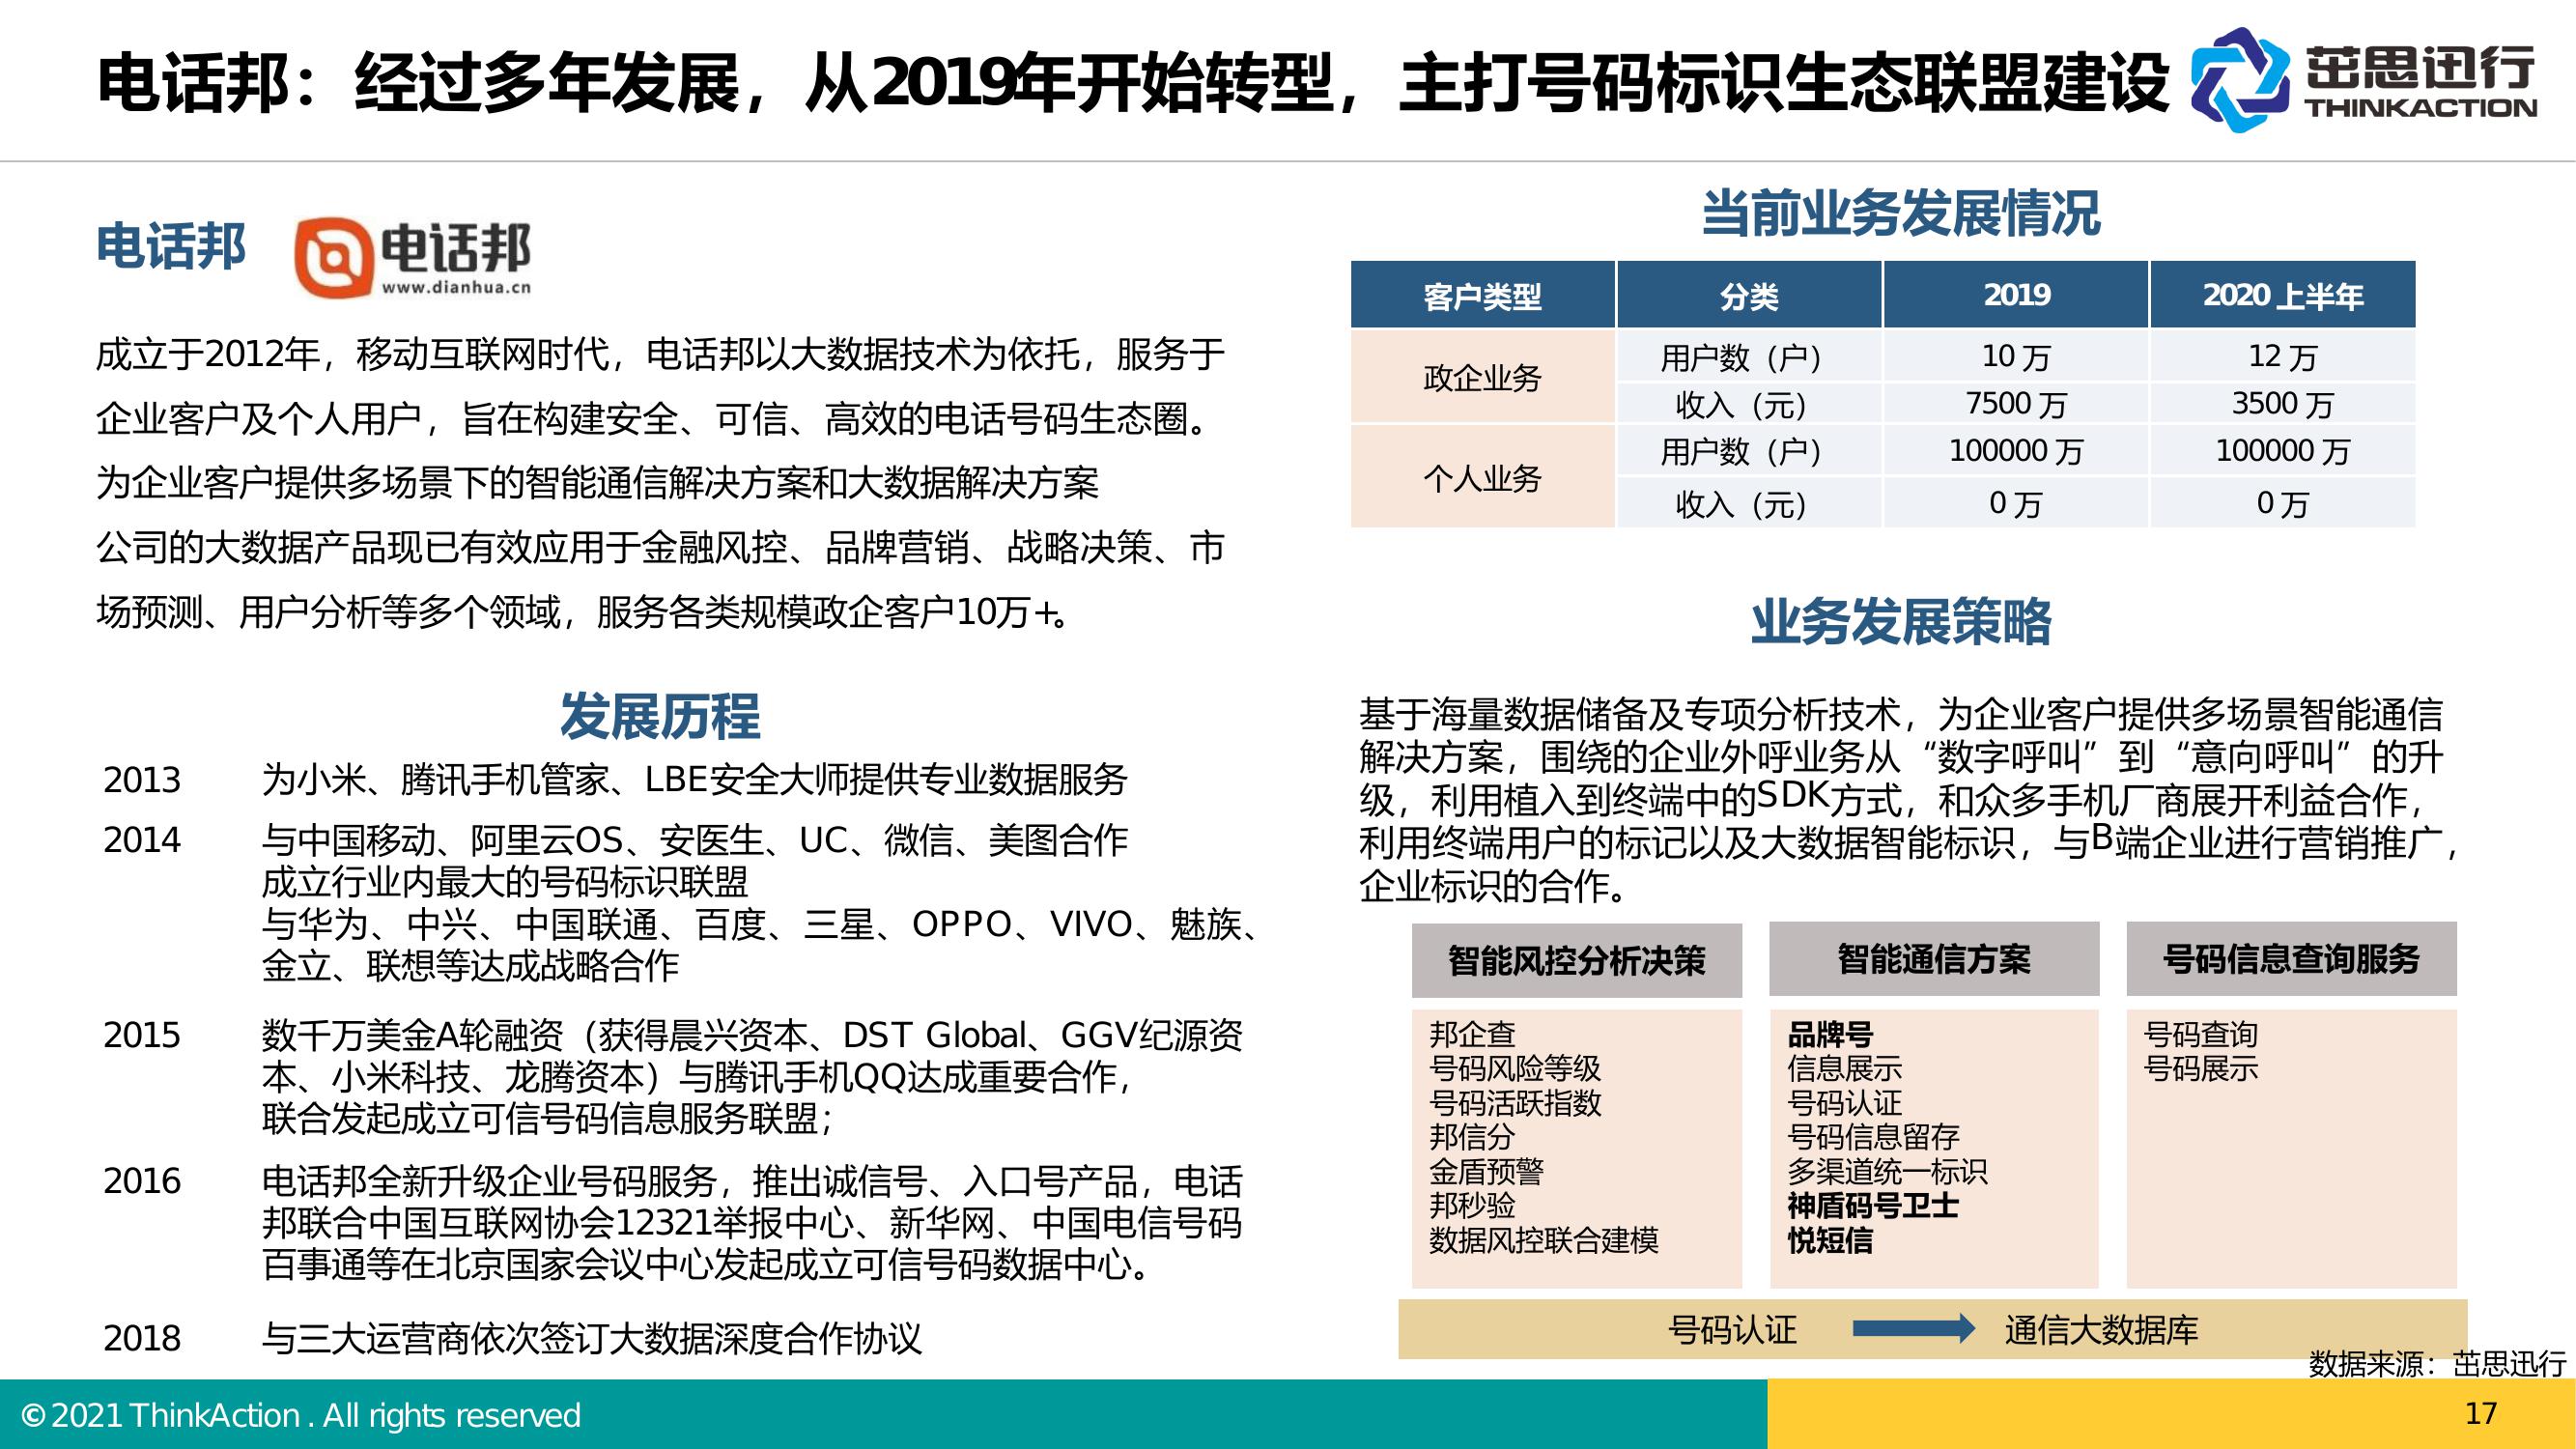 电话邦：经过多年发展，从2019年开始转型，主打号码标识生态联盟建设
茁思迅行
THINKACTION
电话邦
电话邦
www.dianhua.cn
成立于2012年，移动互联网时代，电话邦以大数据技术为依托，服务于
企业客户及个人用户，旨在构建安全、可信、高效的电话号码生态圈。
为企业客户提供多场景下的智能通信解决方案和大数据解决方案
公司的大数据产品现已有效应用于金融风控、品牌营销、战略决策、市
场预测、用户分析等多个领域，服务各类规模政企客户10万+。
发展历程
2013 为小米、腾讯手机管家、LBE安全大师提供专业数据服务
2014 与中国移动、阿里云OS、安医生、UC、微信、美图合作
成立行业内最大的号码标识联盟
与华为、中兴、中国联通、百度、三星、OPPO、VIVO、魅族、
金立、联想等达成战略合作
2015 数千万美金A轮融资（获得晨兴资本、DST Global、GGV纪源资
本、小米科技、龙腾资本）与腾讯手机QQ达成重要合作，
联合发起成立可信号码信息服务联盟；
2016 电话邦全新升级企业号码服务，推出诚信号、入口号产品，电话
邦联合中国互联网协会12321举报中心、新华网、中国电信号码
百事通等在北京国家会议中心发起成立可信号码数据中心。
2018 与三大运营商依次签订大数据深度合作协议
当前业务发展情况
客户类型 分类 2019 2020上半年
政企业务 用户数（户） 10万 12万
收入（元） 7500万 3500万
个人业务 用户数（户） 100000万 100000万
收入（元） 0万 0万
业务发展策略
基于海量数据储备及专项分析技术，为企业客户提供多场景智能通信
解决方案，围绕的企业外呼业务从“数字呼叫”到“意向呼叫”的升
级，利用植入到终端中的SDK方式，和众多手机厂商展开利益合作，
利用终端用户的标记以及大数据智能标识，与B端企业进行营销推广，
企业标识的合作。
智能风控分析决策
邦企查
号码风险等级
号码活跃指数
邦信分
金盾预警
邦秒验
数据风控联合建模
智能通信方案
品牌号
信息展示
号码认证
号码信息留存
多渠道统一标识
神盾码号卫士
悦短信
号码信息查询服务
号码查询
号码展示
号码认证 通信大数据库
数据来源：茁思迅行
©2021 ThinkAction . All rights reserved
17